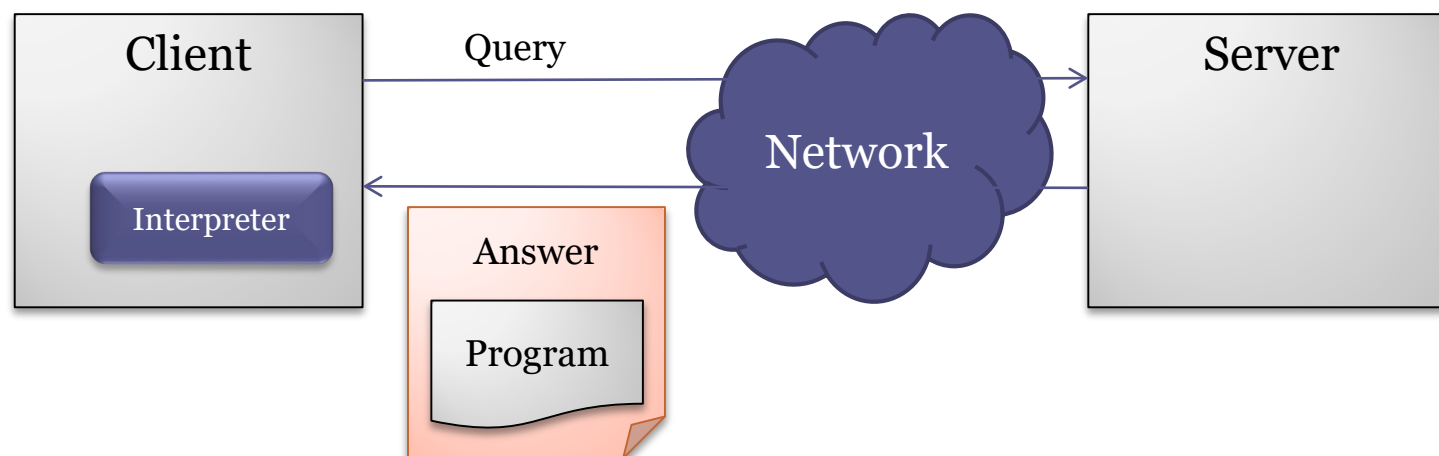 Client
Query
Network
Server
Interpreter
Answer
Program